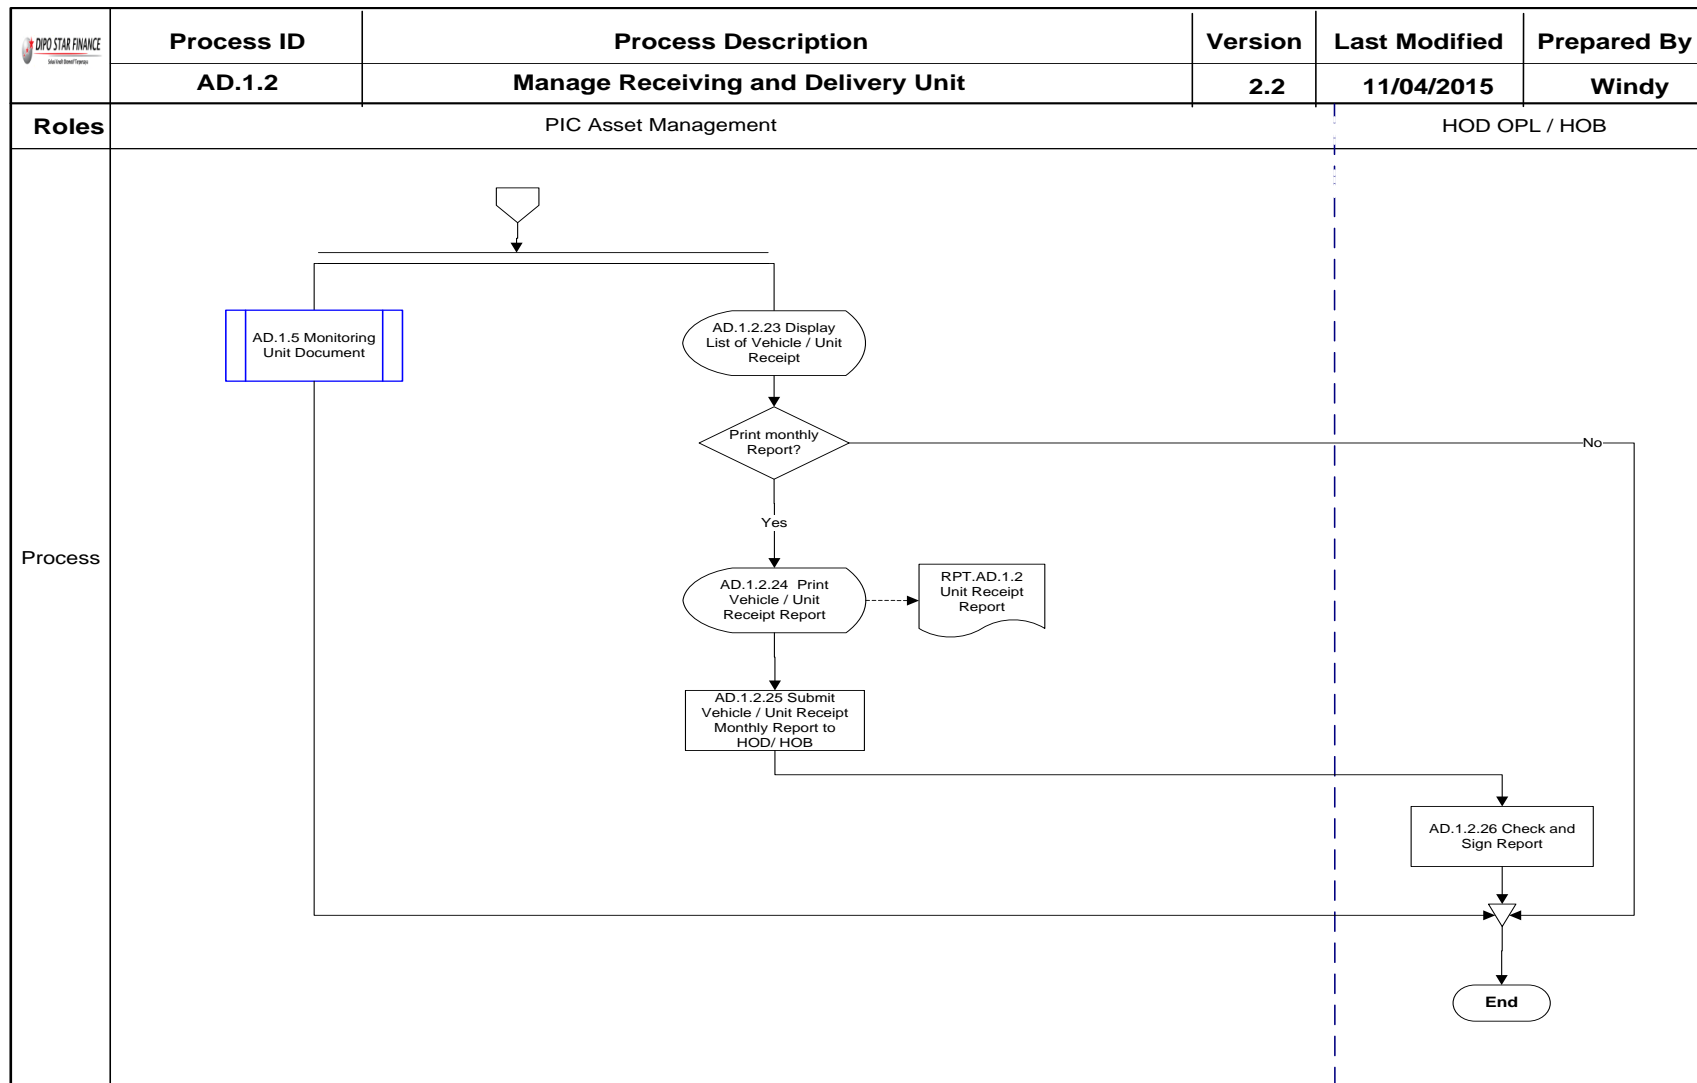 DIPO STAR FINANCE
Process ID
Process Description
Version
Last Modified
Prepared By
AD.1.2
Manage Receiving and Delivery Unit
2.2
11/04/2015
Windy
Roles
PIC Asset Management
HOD OPL / HOB
Process
AD.1.5 Monitoring
Unit Document
AD.1.2.23 Display
List of Vehicle / Unit
Receipt
Print monthly
Report?
No
Yes
AD.1.2.24 Print
Vehicle / Unit
Receipt Report
RPT.AD.1.2
Unit Receipt
Report
AD.1.2.25 Submit
Vehicle / Unit Receipt
Monthly Report to
HOD/ HOB
AD.1.2.26 Check and
Sign Report
End